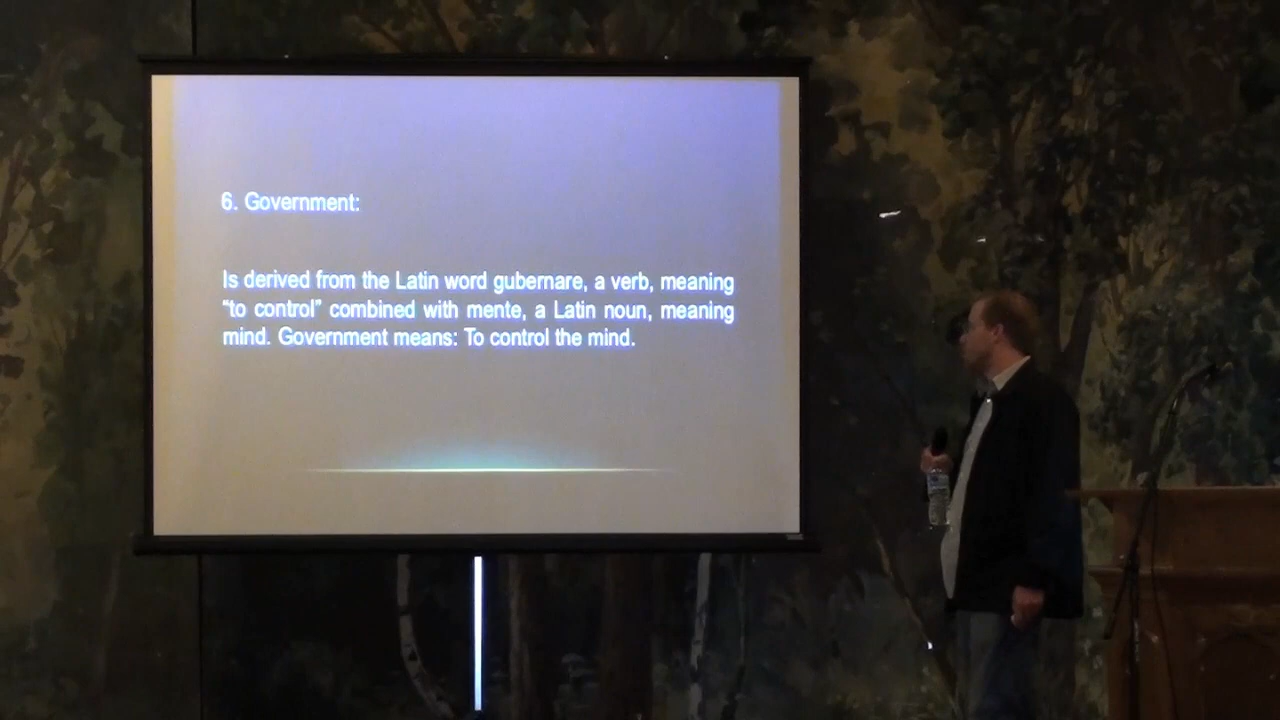 6. Government:
Is derived from the Latin word gubernare, a verb, meaning
“to control” combined with mente, a Latin noun, meaning
mind. Government means: To control the mind.